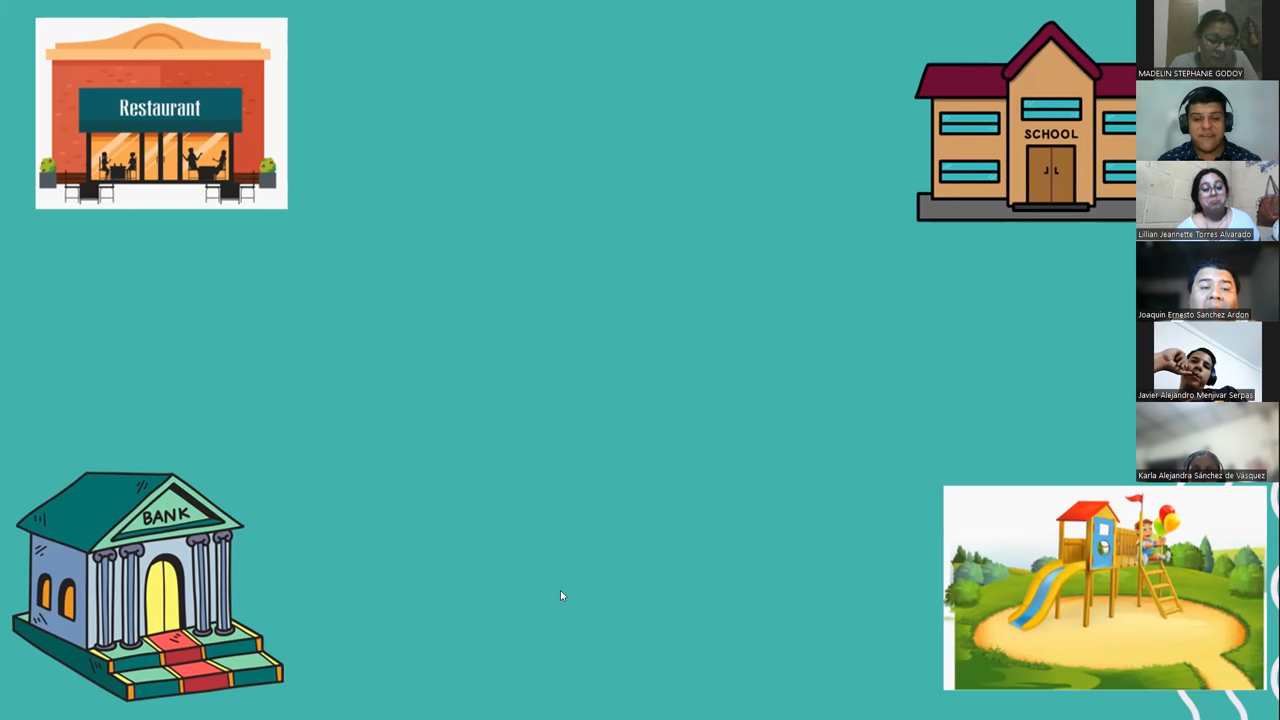 Restaurant
SCHOOL
BANK
MADELIN STEPHANIE GODOY
Lillian Jeannette Torres Alvarado
Joaquin Ernesto Sanchez Ardon
Javier Alejandro Menjivar Serpas
Karla Alejandra Sánchez de Vásquez